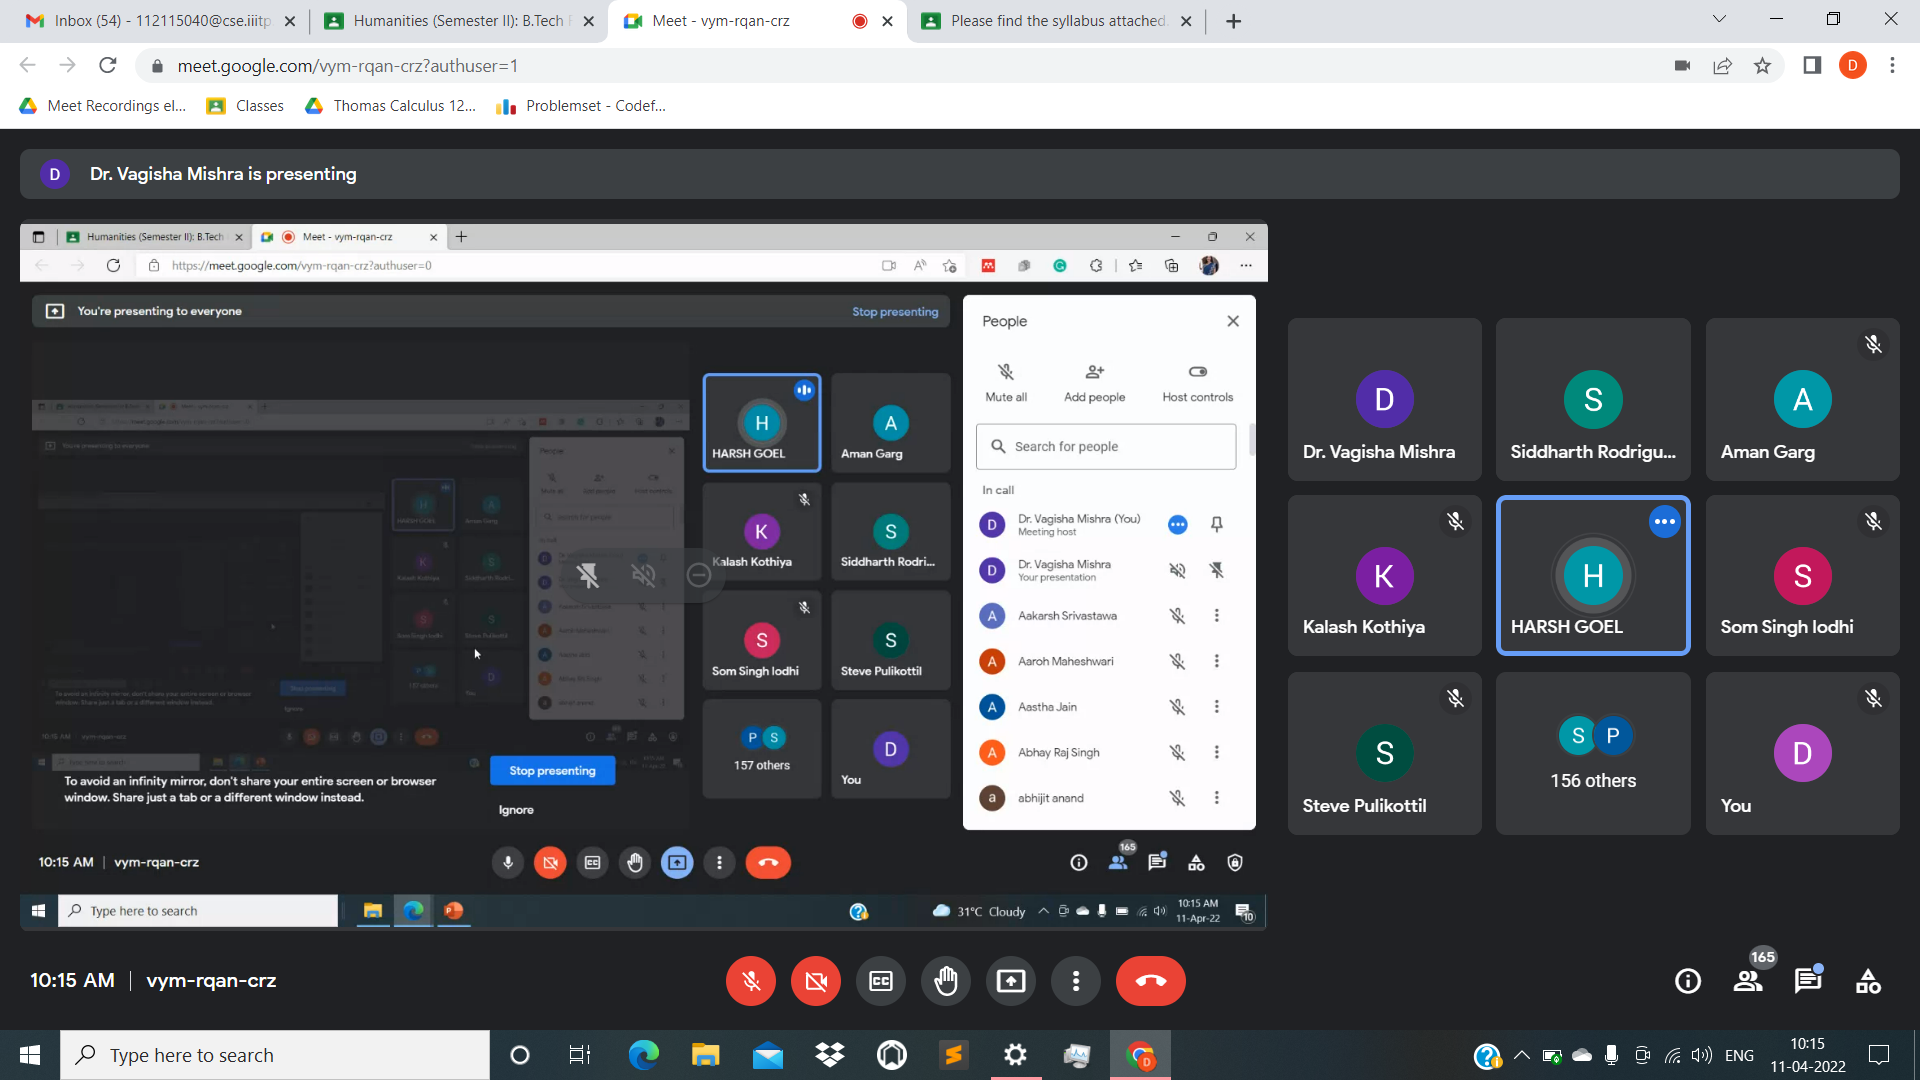 Inbox (54) - 112115040@cse.iiitp
Humanities (Semester II): B.Tech
Meet - vym-rqan-crz
Please find the syllabus attached.
meet.google.com/vym-rqan-crz?authuser=1
D
Meet Recordings el...
Classes
Thomas Calculus 12...
Problemset - Codef...
D
Dr. Vagisha Mishra is presenting
Humanities (Semester II): B.Tech
Meet - vym-rqan-crz
https://meet.google.com/vym-rqan-crz?authuser=0
You're presenting to everyone
Stop presenting
People
Mute all
Add people
Host controls
Search for people
In call
D
Dr. Vagisha Mishra (You)
Meeting host
D
Dr. Vagisha Mishra
Your presentation
A
Aakarsh Srivastawa
A
Aaroh Maheshwari
A
Aastha Jain
A
Abhay Raj Singh
a
abhijit anand
H
HARSH GOEL
A
Aman Garg
K
Kalash Kothiya
S
Siddharth Rodri...
S
Som Singh lodhi
S
Steve Pulikottil
P S
157 others
D
You
To avoid an infinity mirror, don't share your entire screen or browser
window. Share just a tab or a different window instead.
Stop presenting
Ignore
10:15 AM | vym-rqan-crz
165
Type here to search
31°C Cloudy
10:15 AM
11-Apr-22
10
D
Dr. Vagisha Mishra
S
Siddharth Rodrigu...
A
Aman Garg
K
Kalash Kothiya
H
HARSH GOEL
S
Som Singh lodhi
S
Steve Pulikottil
S P
156 others
D
You
10:15 AM | vym-rqan-crz
165
Type here to search
ENG
10:15
11-04-2022